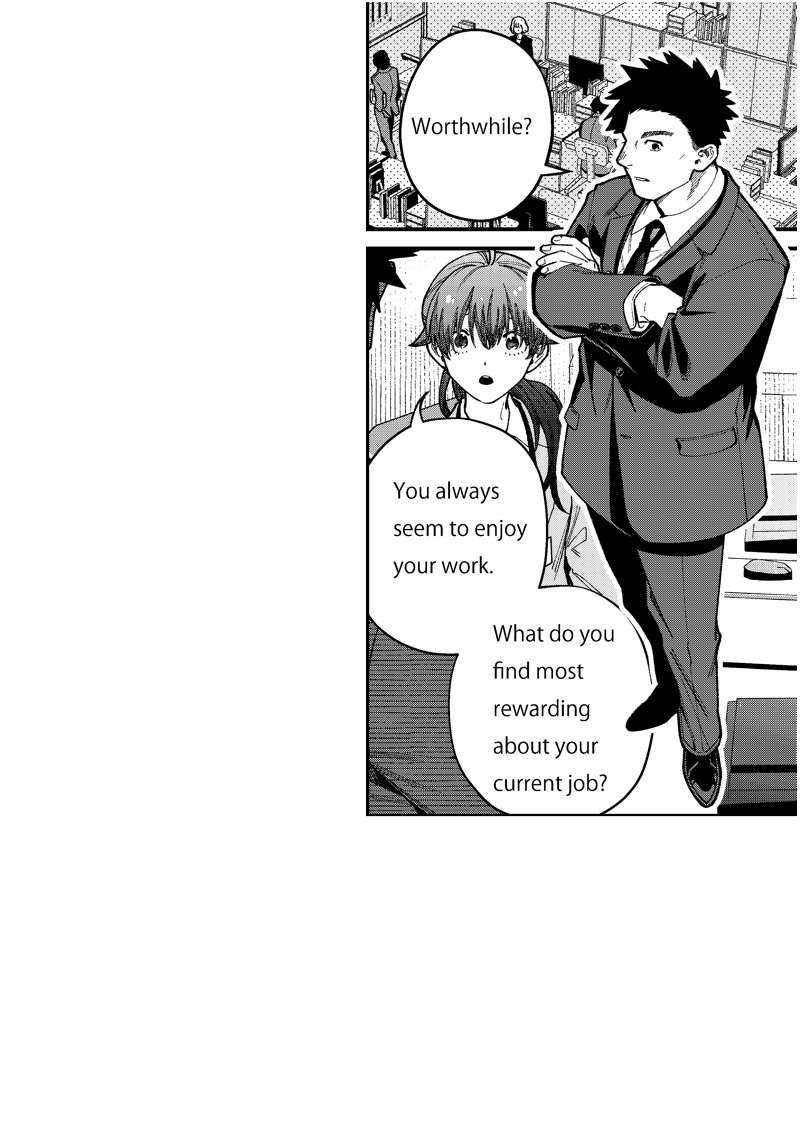 Worthwhile?
You always
seem to enjoy
your work.
What do you
find most
rewarding
about your
current job?